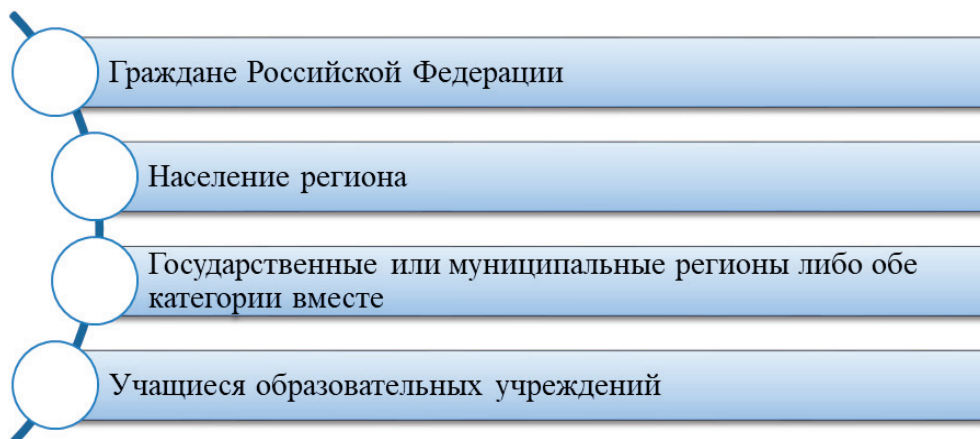 Граждане Российской Федерации
Население региона
Государственные или муниципальные регионы либо обе
категории вместе
Учащиеся образовательных учреждений